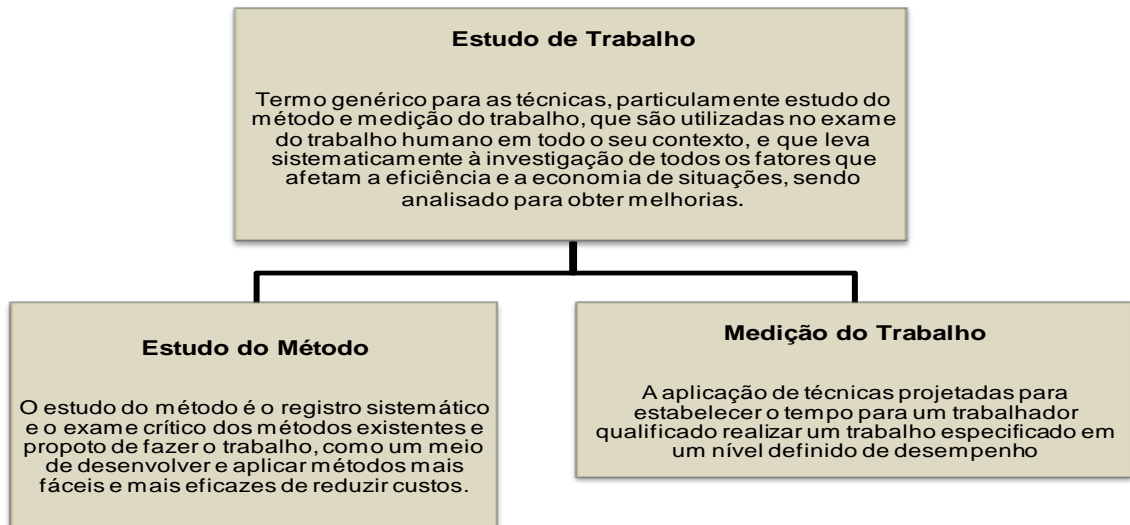 Estudo de Trabalho
Termo genérico para as técnicas, particulamente estudo do
método e medição do trabalho, que são utilizadas no exame
do trabalho humano em todo o seu contexto, e que leva
sistematicamente à investigação de todos os fatores que
afetam a eficiência e a economia de situações, sendo
analisado para obter melhorias.
Estudo do Método
O estudo do método é o registro sistemático
e o exame crítico dos métodos existentes e
propoto de fazer o trabalho, como um meio
de desenvolver e aplicar métodos mais
fáceis e mais eficazes de reduzir custos.
Medição do Trabalho
A aplicação de técnicas projetadas para
estabelecer o tempo para um trabalhador
qualificado realizar um trabalho especificado em
um nível definido de desempenho